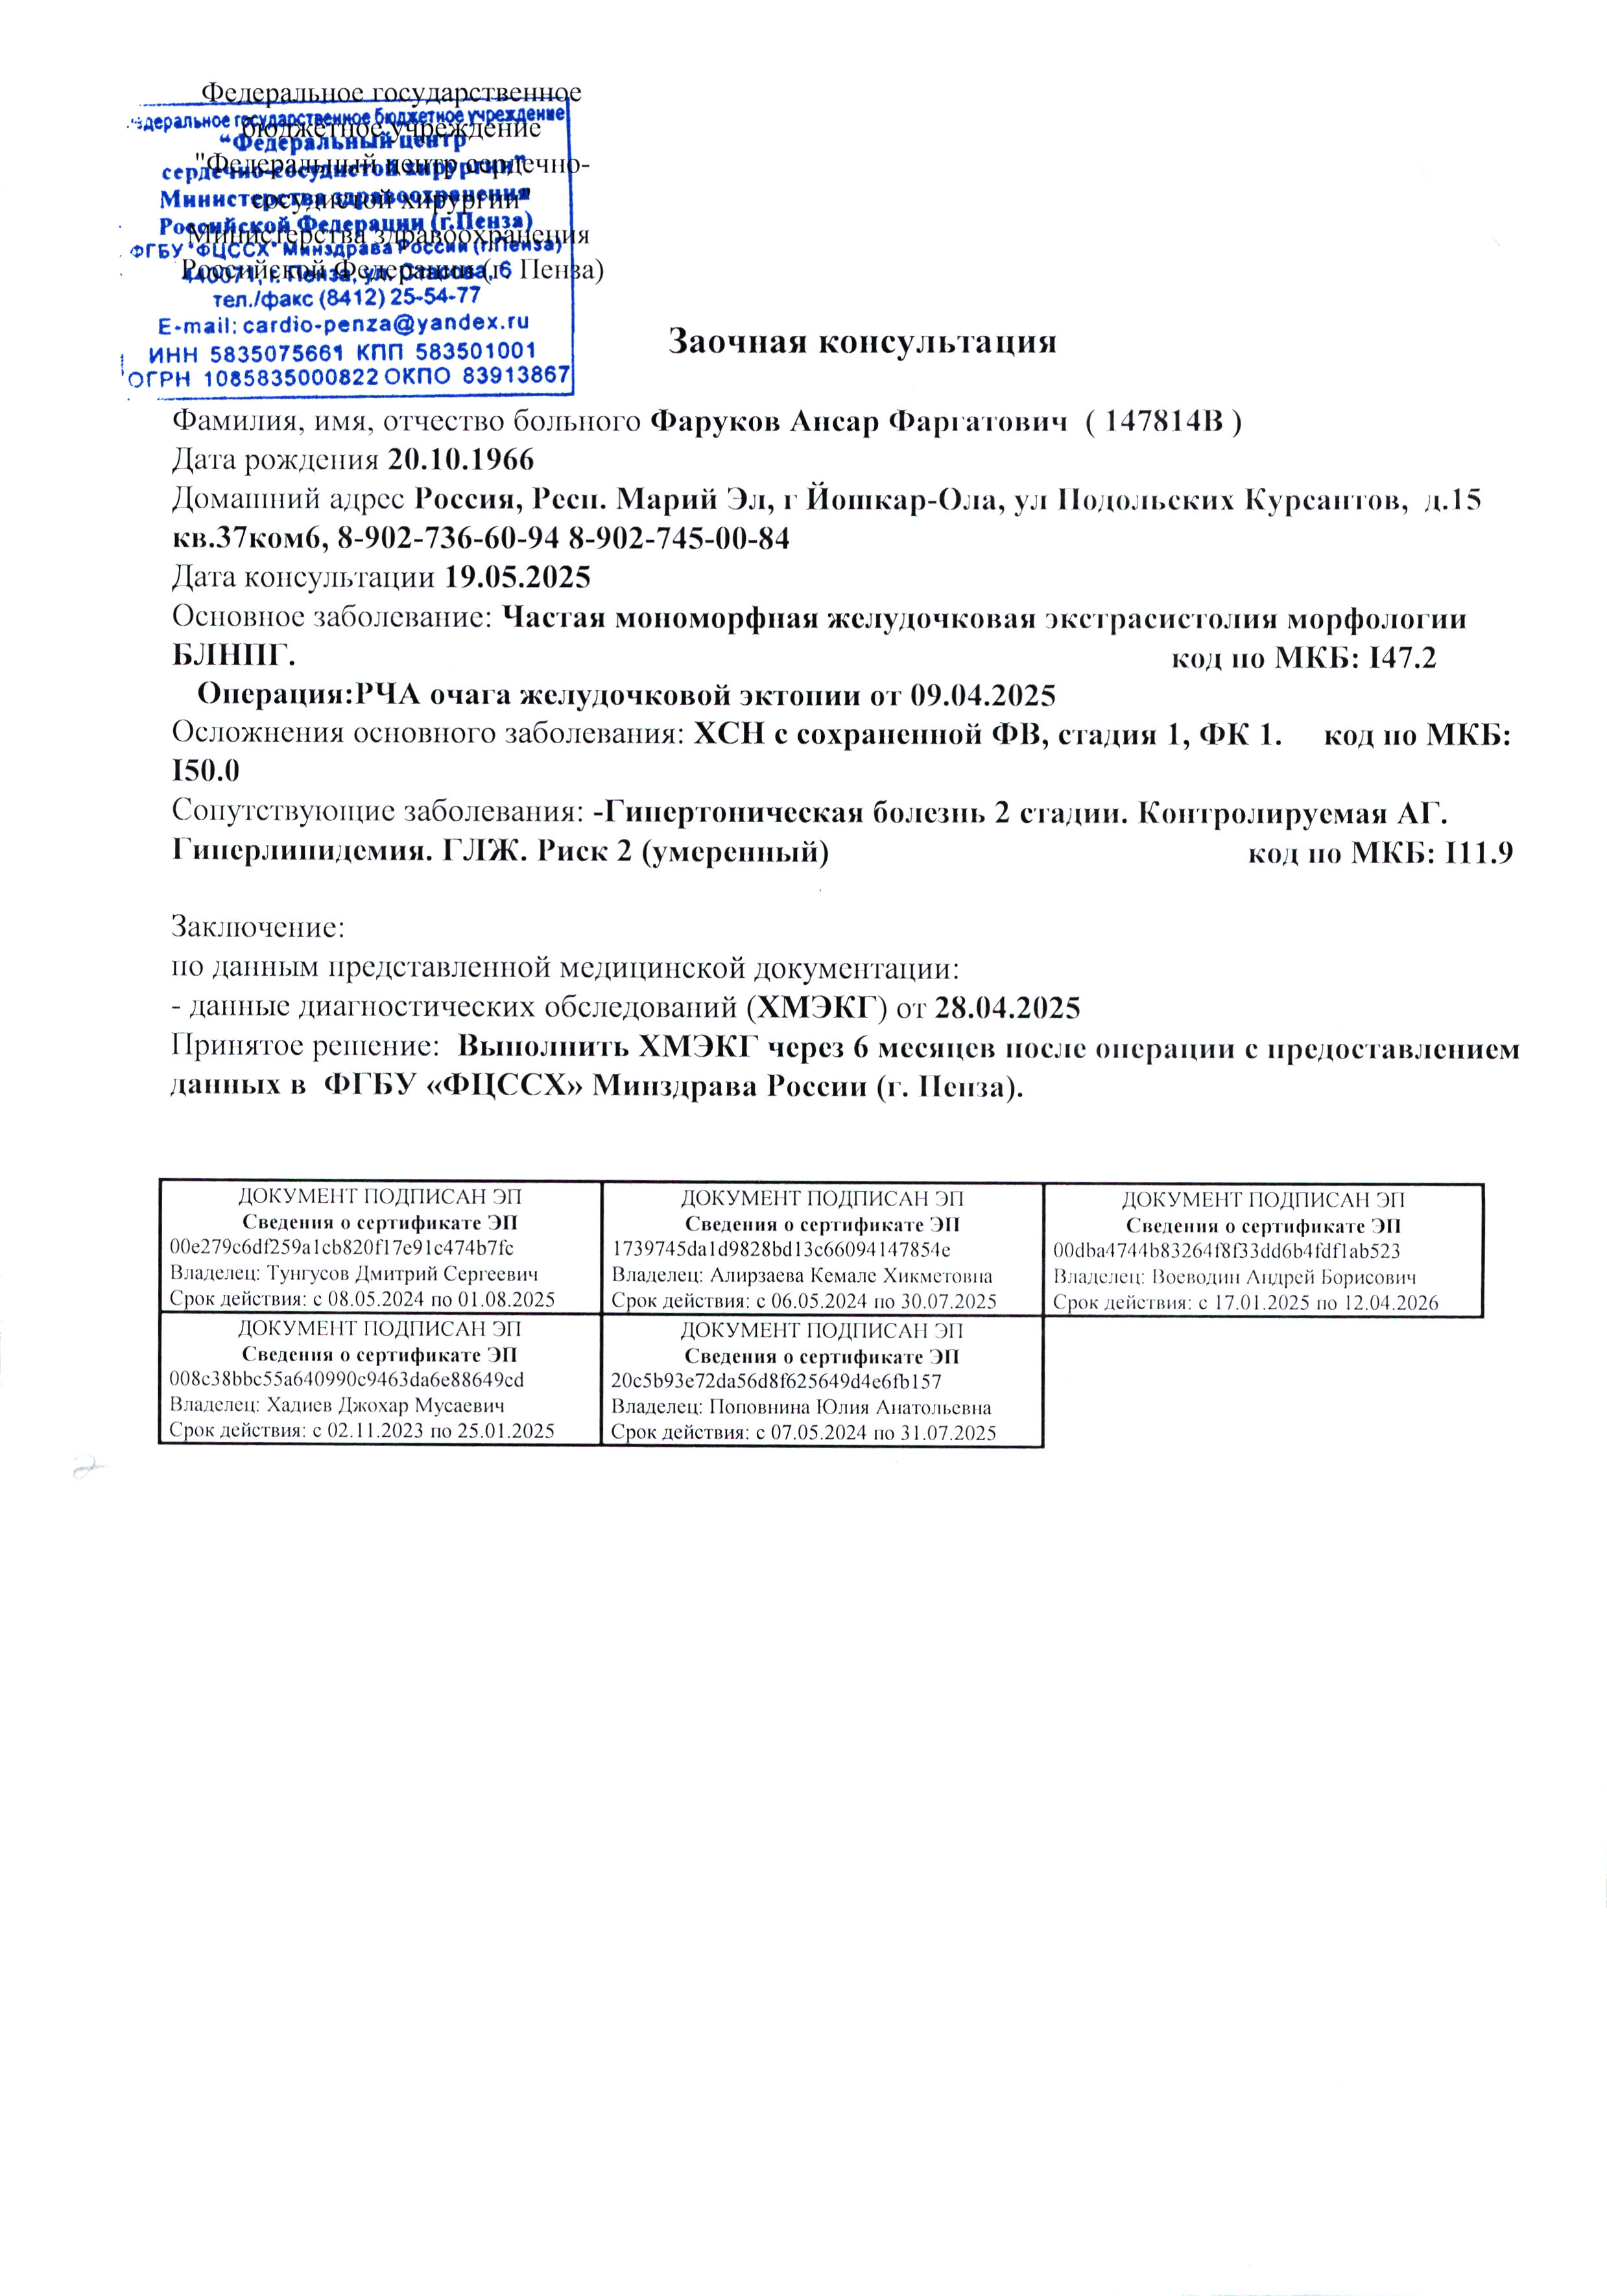 Федеральное государственное
бюджетное учреждение
"Федеральный центр сердечно-
сосудистой хирургии"
Министерства здравоохранения
Российской Федерации (г. Пенза)
Федеральное государственное бюджетное учреждение
“Федеральный центр
сердечно-сосудистой хирургии”
Министерства здравоохранения
Российской Федерации (г.Пенза)
ФГБУ "ФЦССХ" Минздрава России (г.Пенза)
440071, г. Пенза, ул. Стасова, 6
тел./факс (8412) 25-54-77
E-mail: cardio-penza@yandex.ru
ИНН 5835075661 КПП 583501001
ОГРН 1085835000822 ОКПО 83913867
Заочная консультация
Фамилия, имя, отчество больного Фаруков Ансар Фаргатович ( 147814В )
Дата рождения 20.10.1966
Домашний адрес Россия, Респ. Марий Эл, г Йошкар-Ола, ул Подольских Курсантов, д.15
кв.37ком6, 8-902-736-60-94 8-902-745-00-84
Дата консультации 19.05.2025
Основное заболевание: Частая мономорфная желудочковая экстрасистолия морфологии
БЛНПГ. код по МКБ: I47.2
Операция:РЧА очага желудочковой эктопии от 09.04.2025
Осложнения основного заболевания: ХСН с сохраненной ФВ, стадия 1, ФК 1. код по МКБ:
I50.0
Сопутствующие заболевания: -Гипертоническая болезнь 2 стадии. Контролируемая АГ.
Гиперлипидемия. ГЛЖ. Риск 2 (умеренный) код по МКБ: I11.9
Заключение:
по данным представленной медицинской документации:
- данные диагностических обследований (ХМЭКГ) от 28.04.2025
Принятое решение: Выполнить ХМЭКГ через 6 месяцев после операции с предоставлением
данных в ФГБУ «ФЦССХ» Минздрава России (г. Пенза).
ДОКУМЕНТ ПОДПИСАН ЭП
Сведения о сертификате ЭП
00e279c6df259a1cb820f17e91c474b7fc
Владелец: Тунгусов Дмитрий Сергеевич
Срок действия: с 08.05.2024 по 01.08.2025
ДОКУМЕНТ ПОДПИСАН ЭП
Сведения о сертификате ЭП
1739745da1d9828bd13c66094147854e
Владелец: Алирзаева Кемале Хикметовна
Срок действия: с 06.05.2024 по 30.07.2025
ДОКУМЕНТ ПОДПИСАН ЭП
Сведения о сертификате ЭП
00dba4744b83264f8f33dd6b4fdf1ab523
Владелец: Воеводин Андрей Борисович
Срок действия: с 17.01.2025 по 12.04.2026
ДОКУМЕНТ ПОДПИСАН ЭП
Сведения о сертификате ЭП
008c38bbc55a640990c9463da6e88649cd
Владелец: Хадиев Джохар Мусаевич
Срок действия: с 02.11.2023 по 25.01.2025
ДОКУМЕНТ ПОДПИСАН ЭП
Сведения о сертификате ЭП
20c5b93e72da56d8f625649d4e6fb157
Владелец: Поповнина Юлия Анатольевна
Срок действия: с 07.05.2024 по 31.07.2025